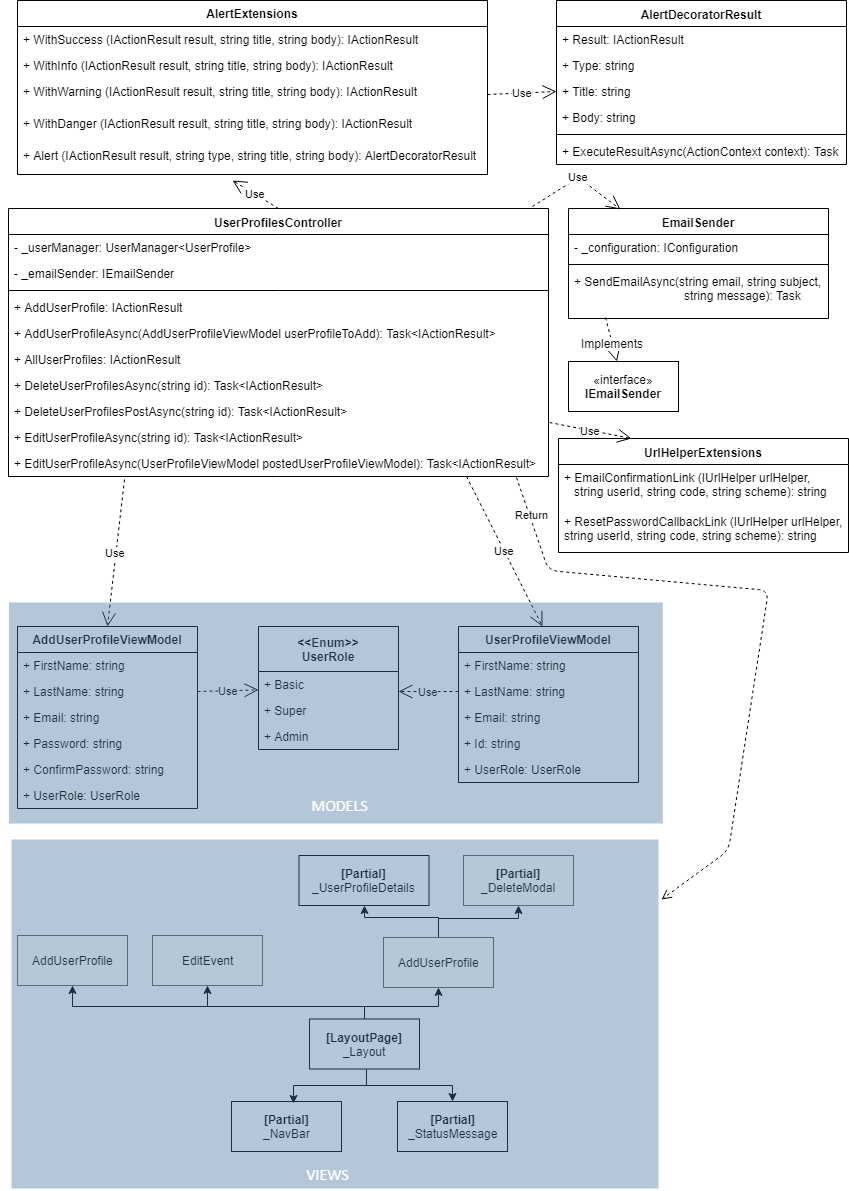 AlertExtensions
+ WithSuccess (IActionResult result, string title, string body): IActionResult
+ WithInfo (IActionResult result, string title, string body): IActionResult
+ WithWarning (IActionResult result, string title, string body): IActionResult
+ WithDanger (IActionResult result, string title, string body): IActionResult
+ Alert (IActionResult result, string type, string title, string body): AlertDecoratorResult
Use
AlertDecoratorResult
+ Result: IActionResult
+ Type: string
+ Title: string
+ Body: string
+ ExecuteResultAsync(ActionContext context): Task
Use
Use
UserProfilesController
- _userManager: UserManager<UserProfile>
- _emailSender: IEmailSender
+ AddUserProfile: IActionResult
+ AddUserProfileAsync(AddUserProfileViewModel userProfileToAdd): Task<IActionResult>
+ AllUserProfiles: IActionResult
+ DeleteUserProfilesAsync(string id): Task<IActionResult>
+ DeleteUserProfilesPostAsync(string id): Task<IActionResult>
+ EditUserProfileAsync(string id): Task<IActionResult>
+ EditUserProfileAsync(UserProfileViewModel postedUserProfileViewModel): Task<IActionResult>
EmailSender
- _configuration: IConfiguration
+ SendEmailAsync(string email, string subject,
string message): Task
Implements
«interface»
IEmailSender
Use
UrlHelperExtensions
+ EmailConfirmationLink (IUrlHelper urlHelper,
string userId, string code, string scheme): string
+ ResetPasswordCallbackLink (IUrlHelper urlHelper,
string userId, string code, string scheme): string
Return
Use
Use
AddUserProfileViewModel
+ FirstName: string
+ LastName: string
+ Email: string
+ Password: string
+ ConfirmPassword: string
+ UserRole: UserRole
Use
<<Enum>>
UserRole
+ Basic
+ Super
+ Admin
Use
UserProfileViewModel
+ FirstName: string
+ LastName: string
+ Email: string
+ Id: string
+ UserRole: UserRole
MODELS
[Partial]
_UserProfileDetails
[Partial]
_DeleteModal
AddUserProfile
EditEvent
AddUserProfile
[LayoutPage]
_Layout
[Partial]
_NavBar
[Partial]
_StatusMessage
VIEWS